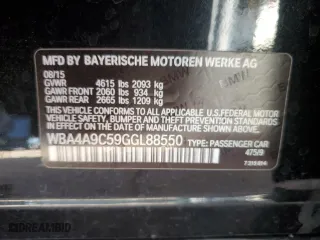 BAYERISCHE MOTOREN WERKE AG
08/15
GVWR 4615 lbs 2093 kg
GAWR FRONT 2060 lbs 934 kg
GAWR REAR 2665 lbs 1209 kg
THIS VEHICLE CONFORMS TO ALL APPLICABLE FEDERAL MOTOR
VEHICLE SAFETY, BUMPER, AND THEFT PREVENTION STANDARDS
IN EFFECT ON THE DATE OF MANUFACTURE SHOWN ABOVE.
WBA4A9C59GGL88550 TYPE: PASSENGER CAR
475/9